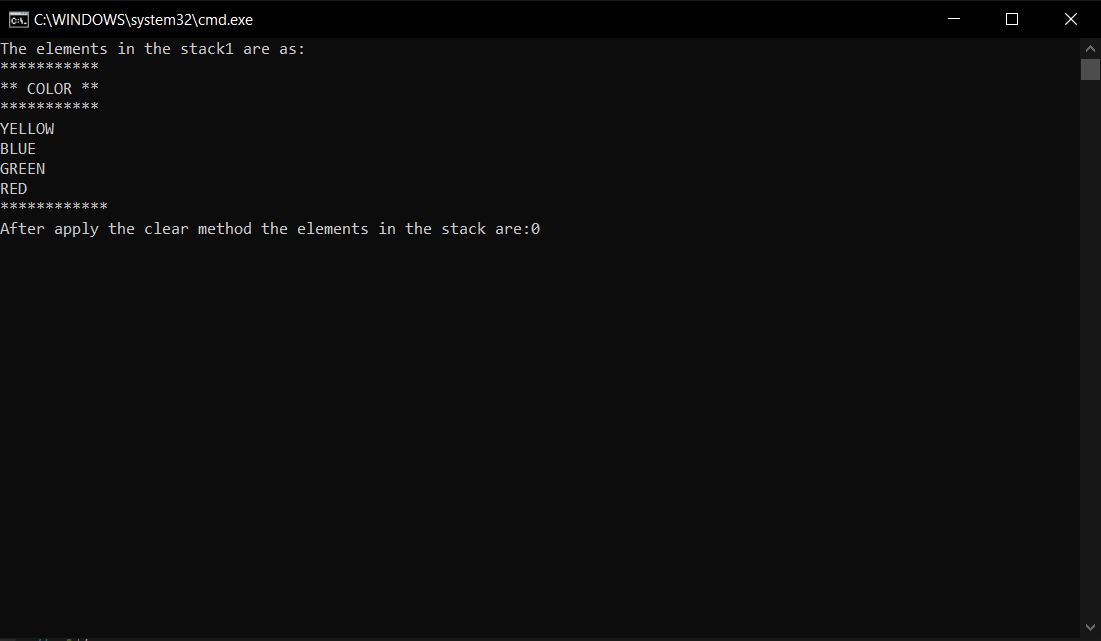 C:\WINDOWS\system32\cmd.exe
The elements in the stack1 are as:
***********
** COLOR **
***********
YELLOW
BLUE
GREEN
RED
************
After apply the clear method the elements in the stack are:0